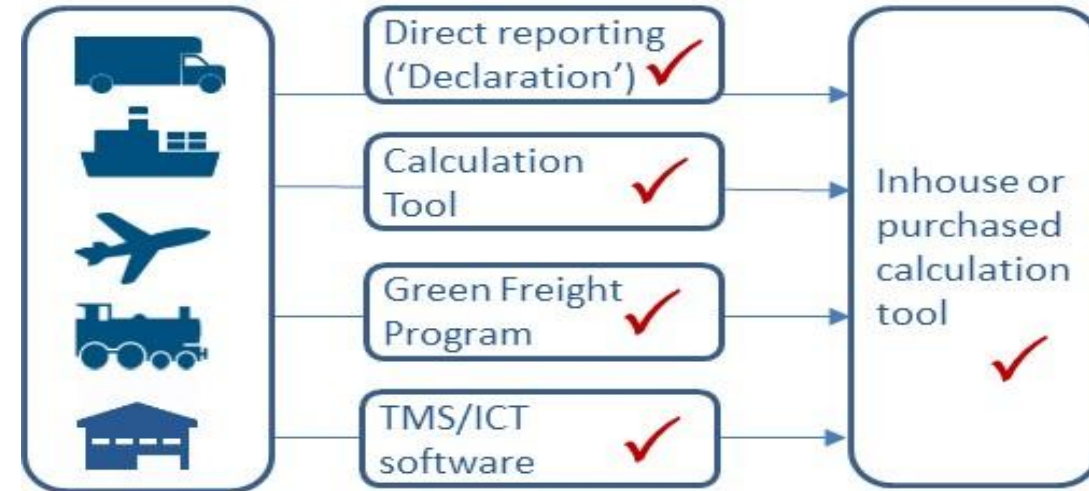 Direct reporting
('Declaration')
Calculation
Tool
Green Freight
Program
TMS/ICT
software
Inhouse or
purchased
calculation
tool